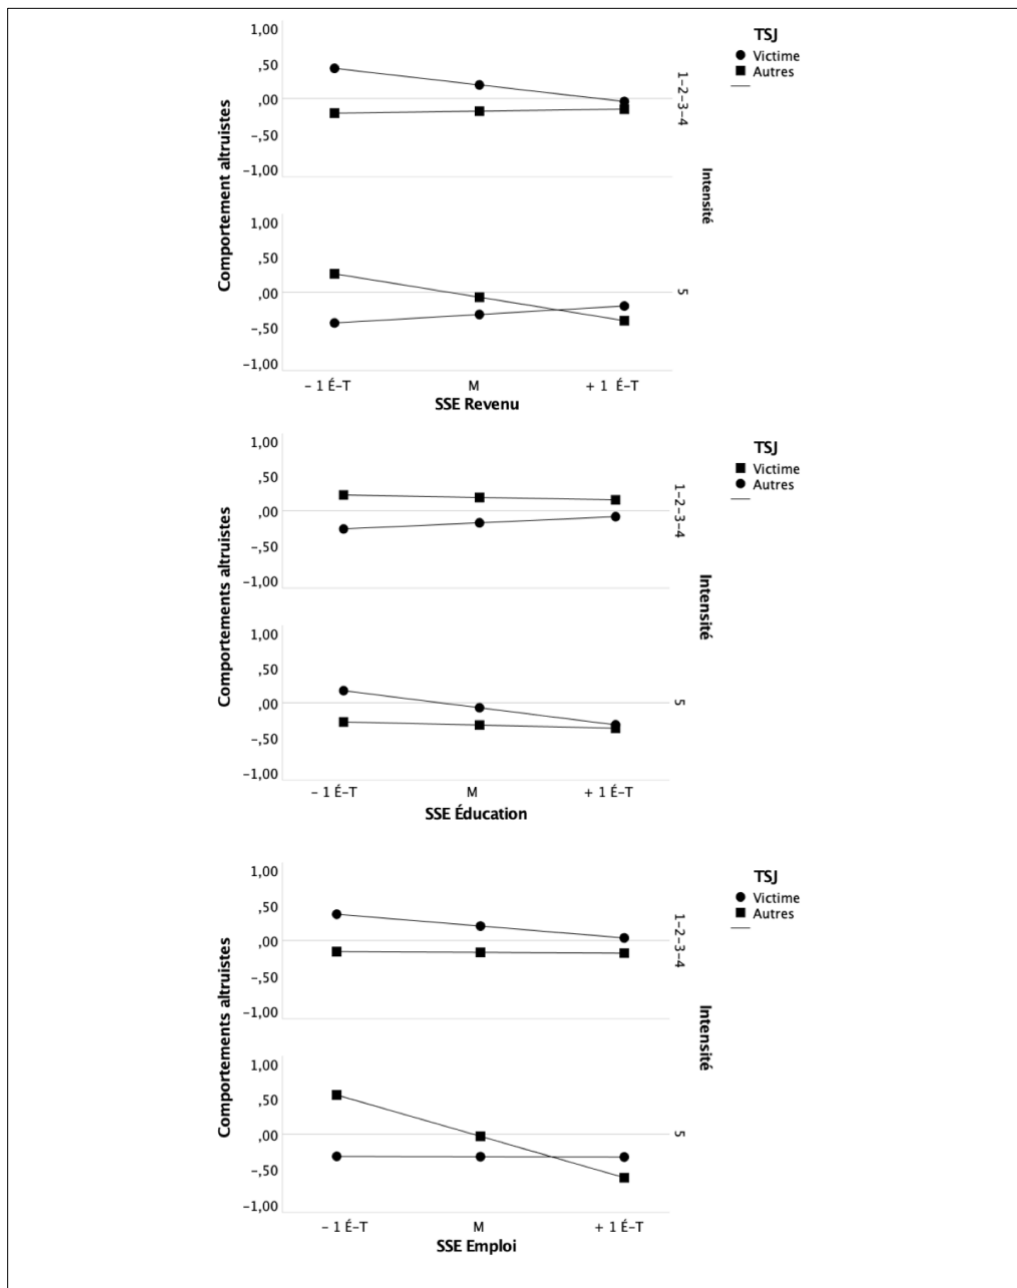 TSJ
Victime
Autres
1,00
,50
,00
–,50
–1,00
1–2–3–4
Comportement altruistes
Intensité
1,00
,50
,00
–,50
–1,00
5
– 1 É–T
M
+ 1 É–T
SSE Revenu
TSJ
Victime
Autres
1,00
,50
,00
–,50
–1,00
1–2–3–4
Comportements altruistes
Intensité
1,00
,50
,00
–,50
–1,00
5
– 1 É–T
M
+ 1 É–T
SSE Éducation
TSJ
Victime
Autres
1,00
,50
,00
–,50
–1,00
1–2–3–4
Comportements altruistes
Intensité
1,00
,50
,00
–,50
–1,00
5
– 1 É–T
M
+ 1 É–T
SSE Emploi